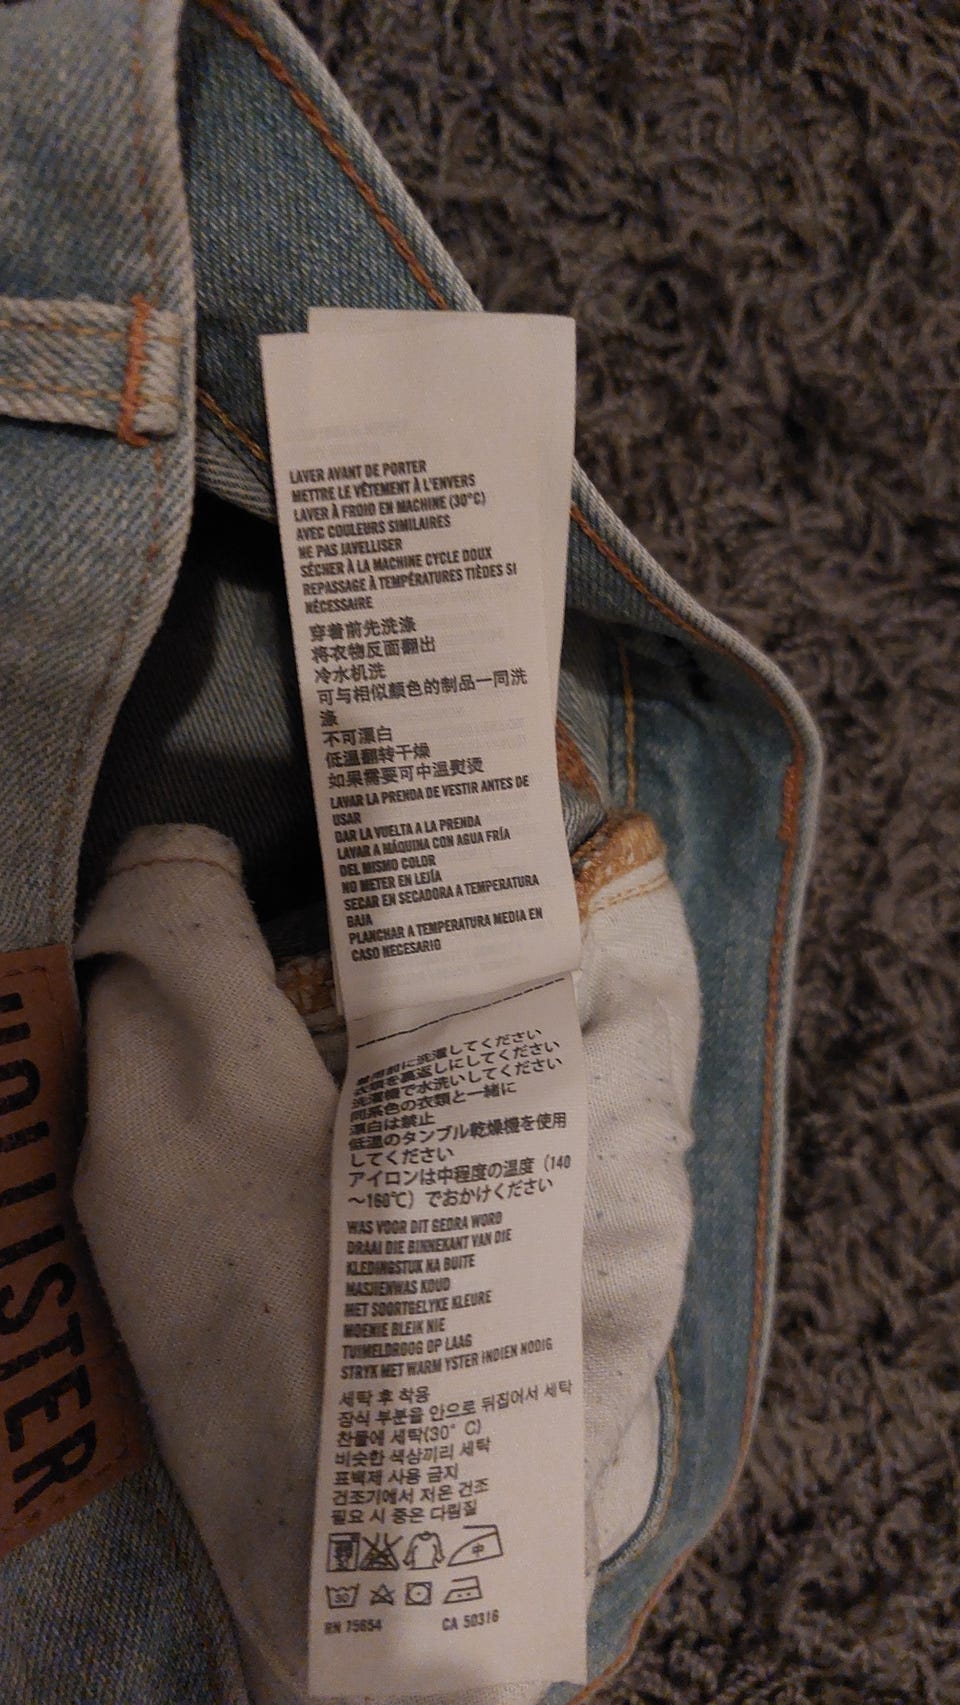 LAVER AVANT DE PORTER
METTRE LE VÊTEMENT À L'ENVERS
LAVER À FROID EN MACHINE (30°C)
AVEC COULEURS SIMILAIRES
NE PAS JAVELLISER
SÉCHER À LA MACHINE CYCLE DOUX
REPASSAGE À TEMPÉRATURES TIÈDES SI
NÉCESSAIRE
穿着前先洗涤
将衣物反面翻出
冷水机洗
可与相似颜色的制品一同洗
涤
不可漂白
低温翻转干燥
如果需要可中温熨烫
LAVAR LA PRENDA DE VESTIR ANTES DE
USAR
DAR LA VUELTA A LA PRENDA
LAVAR A MÁQUINA CON AGUA FRÍA
DEL MISMO COLOR
NO METER EN LEJÍA
SECAR EN SECADORA A TEMPERATURA
BAJA
PLANCHAR A TEMPERATURA MEDIA EN
CASO NECESARIO
前に洗濯してください
衣類を裏返しにしてください
洗濯機で水洗いしてください
同系色の衣類と一緒に
漂白は禁止
低温のタンブル乾燥機を使用
してください
アイロンは中程度の温度（140
～160℃）でおかけください
WAS VOOR DIT GEDRA WORD
DRAAI DIE BINNEKANT VAN DIE
KLEDINGSTUK NA BUITE
MASJIENWAS KOUD
MET SOORTGELYKE KLEURE
MOENIE BLEIK NIE
TUIMELDROOG OP LAAG
STRYK MET WARM YSTER INDIEN NODIG
세탁 후 착용
장식 부분을 안으로 뒤집어서 세탁
찬물에 세탁(30° C)
비슷한 색상끼리 세탁
표백제 사용 금지
건조기에서 저온 건조
필요 시 중온 다림질
中
30
RN 75654 CA 50316
HOLLISTER